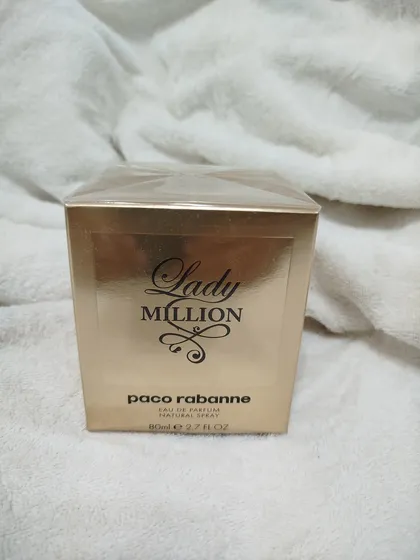 Lady
MILLION
paco rabanne
EAU DE PARFUM
NATURAL SPRAY
80ml e 2.7 FL OZ